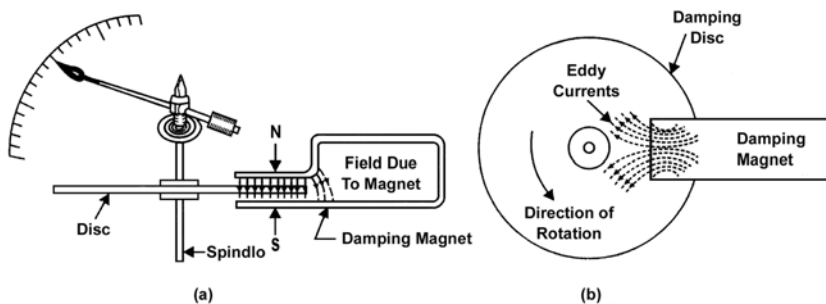 N
Field Due
To Magnet
Disc
S
Damping Magnet
Spindlo
(a)
Damping
Disc
Eddy
Currents
Damping
Magnet
Direction of
Rotation
(b)